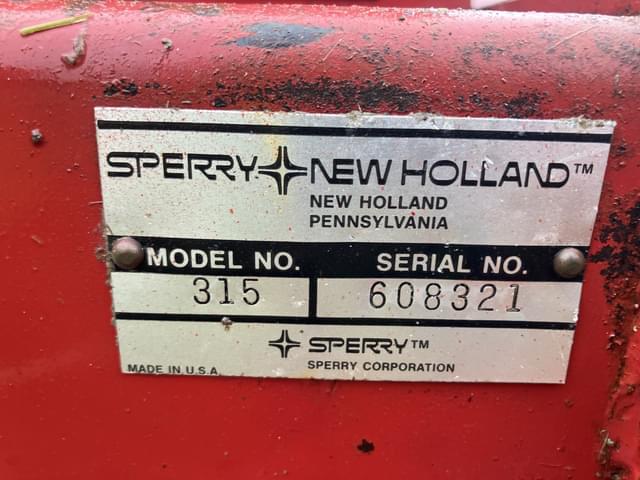 SPERRY NEW HOLLAND™
NEW HOLLAND
PENNSYLVANIA
MODEL NO. SERIAL NO.
315 608321
SPERRY™
SPERRY CORPORATION
MADE IN U.S.A.